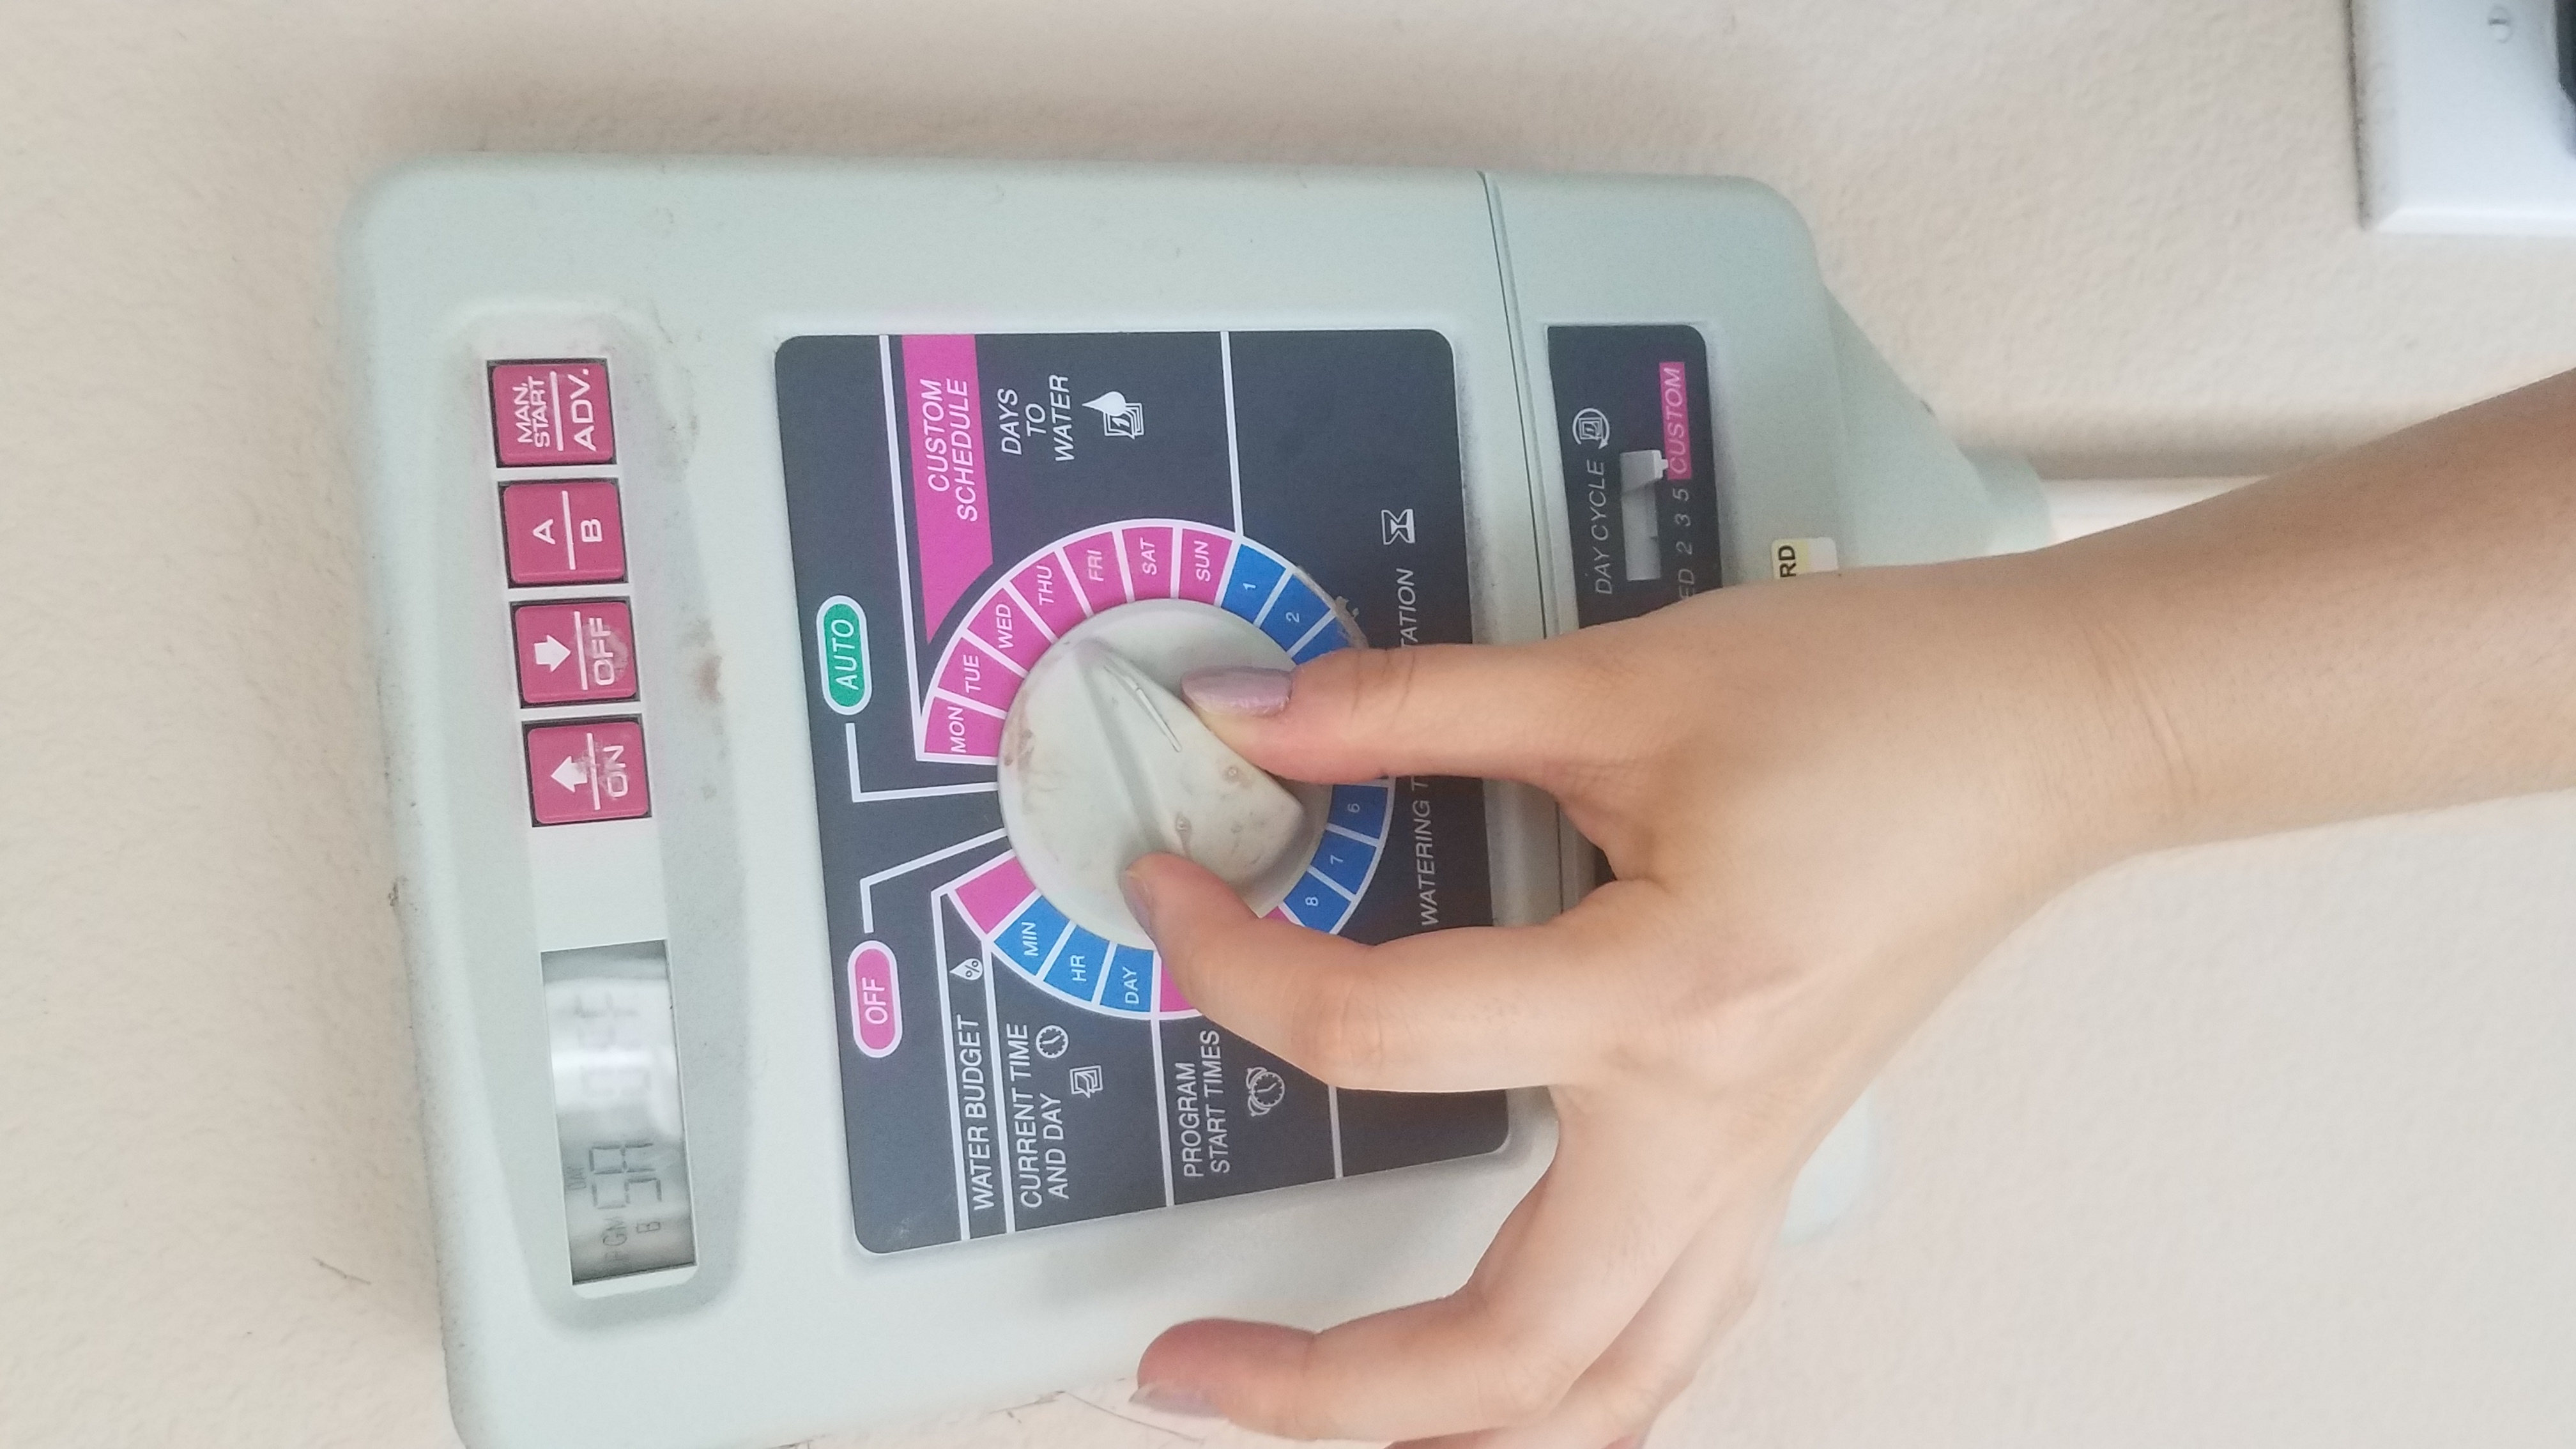 DAY
PGM SA OFF
B
ON
OFF
A
B
MAN.
START
ADV.
OFF
AUTO
WATER BUDGET %
CURRENT TIME
AND DAY
PROGRAM
START TIMES
MIN
HR
DAY
MON
TUE
WED
THU
FRI
SAT
SUN
1
2
6
7
8
CUSTOM
SCHEDULE
DAYS
TO
WATER
1
WATERING T
TATION
DAY CYCLE
ED 2 3 5 CUSTOM
RD